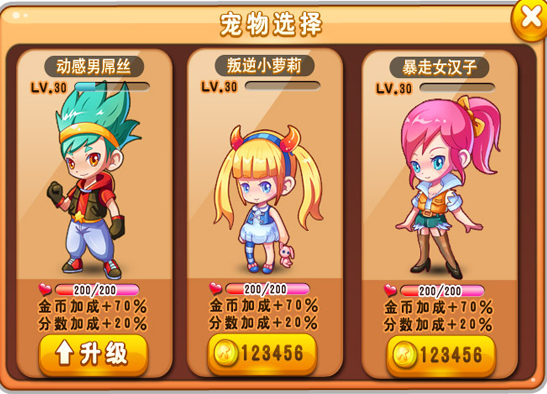 宠物选择
动感男屌丝
LV.30
200/200
金币加成+70%
分数加成+20%
升级
叛逆小萝莉
LV.30
200/200
金币加成+70%
分数加成+20%
123456
暴走女汉子
LV.30
200/200
金币加成+70%
分数加成+20%
123456